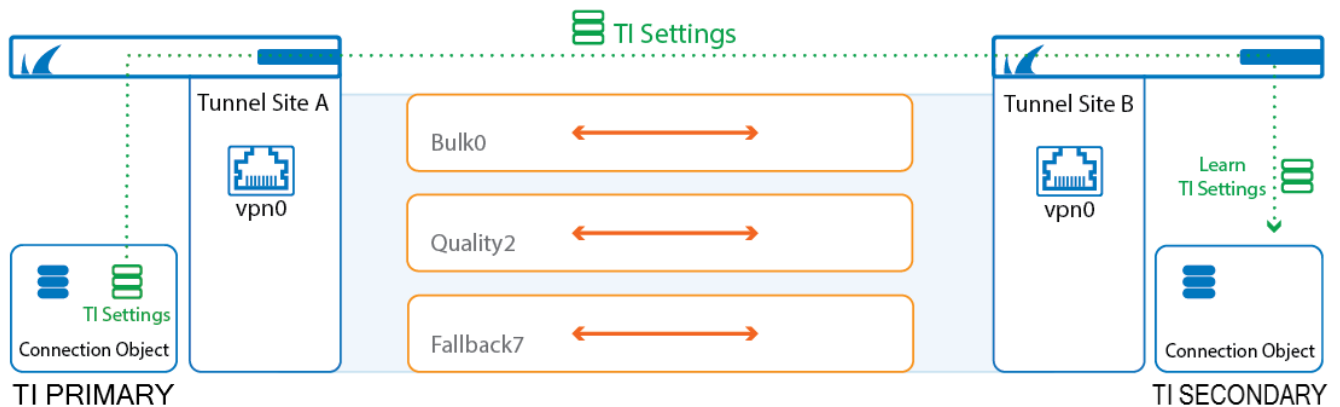 TI Settings
Tunnel Site A
vpn0
TI Settings
Connection Object
TI PRIMARY
Bulk0
Quality2
Fallback7
Tunnel Site B
vpn0
Learn
TI Settings
Connection Object
TI SECONDARY